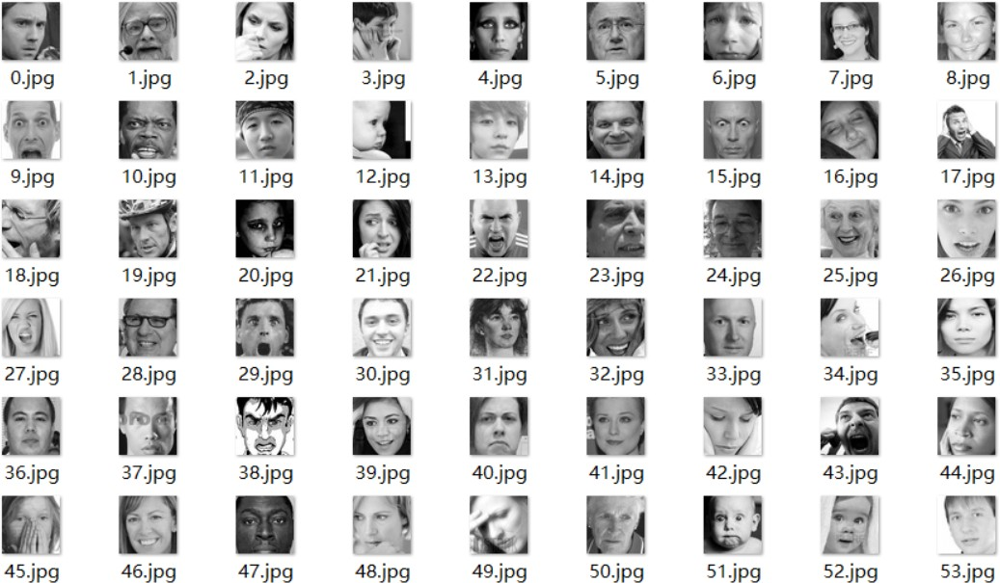 0.jpg 1.jpg 2.jpg 3.jpg 4.jpg 5.jpg 6.jpg 7.jpg 8.jpg
9.jpg 10.jpg 11.jpg 12.jpg 13.jpg 14.jpg 15.jpg 16.jpg 17.jpg
18.jpg 19.jpg 20.jpg 21.jpg 22.jpg 23.jpg 24.jpg 25.jpg 26.jpg
27.jpg 28.jpg 29.jpg 30.jpg 31.jpg 32.jpg 33.jpg 34.jpg 35.jpg
36.jpg 37.jpg 38.jpg 39.jpg 40.jpg 41.jpg 42.jpg 43.jpg 44.jpg
45.jpg 46.jpg 47.jpg 48.jpg 49.jpg 50.jpg 51.jpg 52.jpg 53.jpg